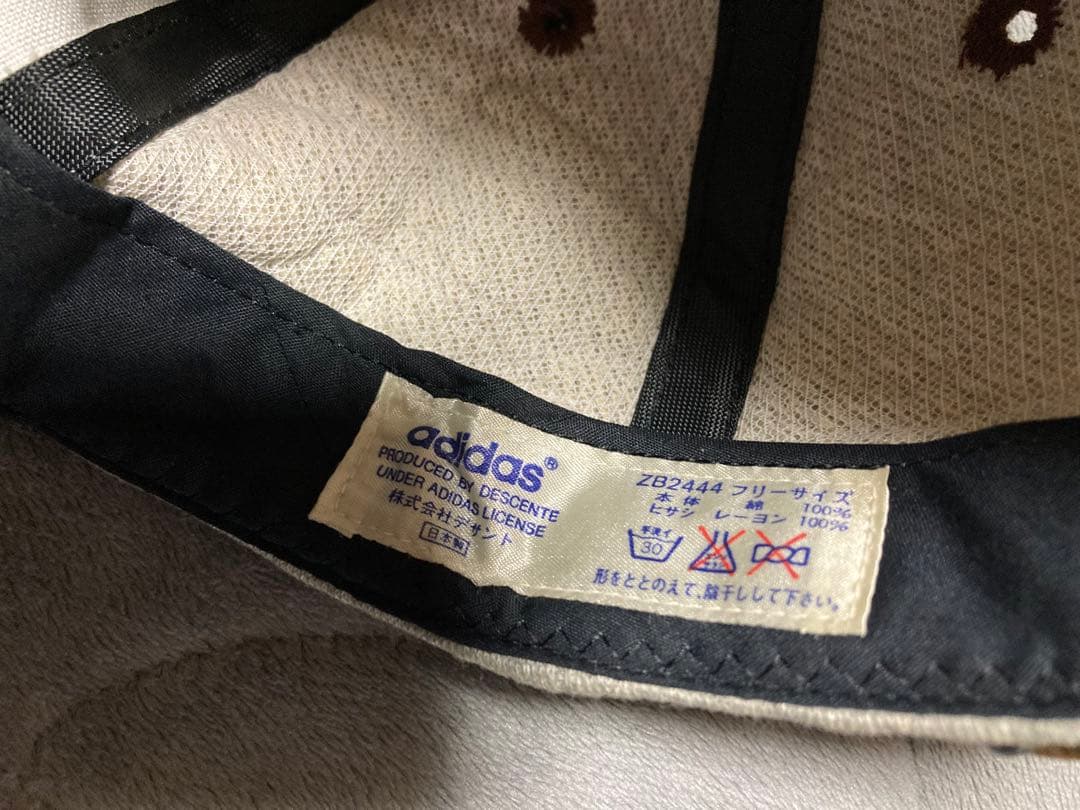 adidas®
PRODUCED BY DESCENTE
UNDER ADIDAS LICENSE
株式会社デサント
日本製
ZB2444 フリーサイズ
本体 綿 100%
ヒサシ レーヨン 100%
手洗イ
30
形をととのえて、陰干しして下さい。